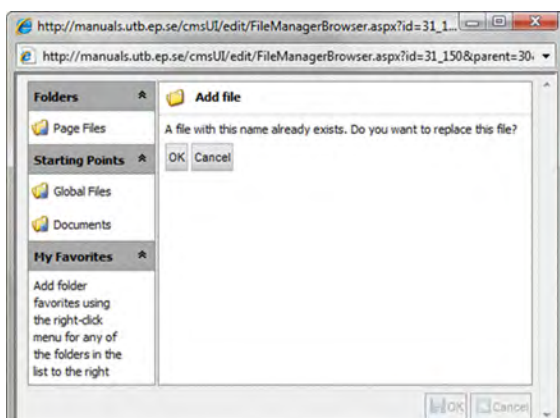 http://manuals.utb.ep.se/cmsUI/edit/FileManagerBrowser.aspx?id=31_1...
http://manuals.utb.ep.se/cmsUI/edit/FileManagerBrowser.aspx?id=31_150&parent=30
Folders
Page Files
Starting Points
Global Files
Documents
My Favorites
Add folder
favorites using
the right-click
menu for any of
the folders in the
list to the right
Add file
A file with this name already exists. Do you want to replace this file?
OK Cancel
OK Cancel